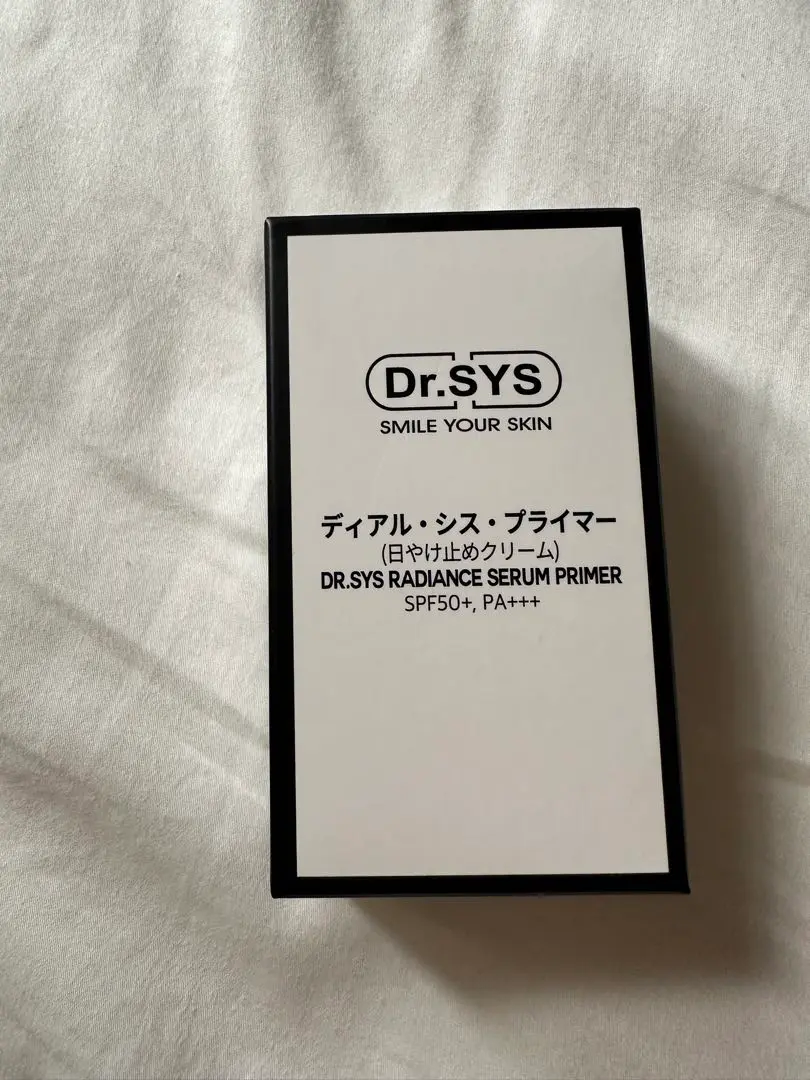 Dr.SYS
SMILE YOUR SKIN
ディアル・シス・プライマー
(日やけ止めクリーム)
DR.SYS RADIANCE SERUM PRIMER
SPF50+, PA+++